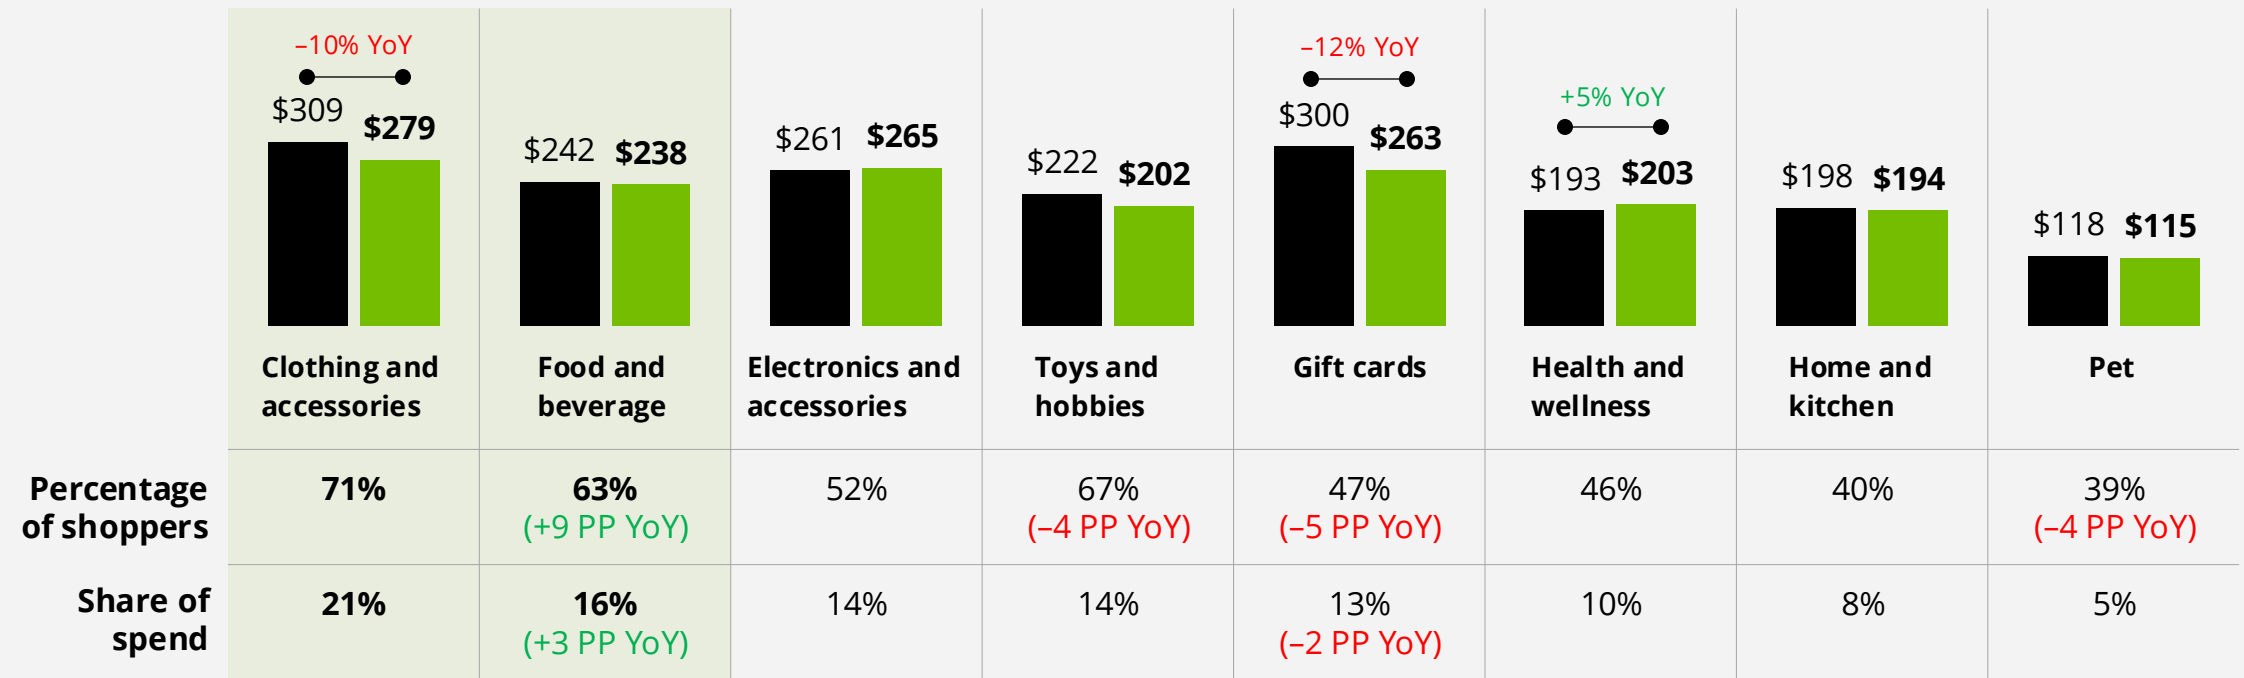 –10% YoY
$309
$279
$242
$238
$261
$265
$222
$202
–12% YoY
$300
$263
+5% YoY
$193
$203
$198
$194
$118
$115
Clothing and
accessories
Food and
beverage
Electronics and
accessories
Toys and
hobbies
Gift cards
Health and
wellness
Home and
kitchen
Pet
Percentage
of shoppers
71%
63%
(+9 PP YoY)
52%
67%
(–4 PP YoY)
47%
(–5 PP YoY)
46%
40%
39%
(–4 PP YoY)
Share of
spend
21%
16%
(+3 PP YoY)
14%
14%
13%
(–2 PP YoY)
10%
8%
5%